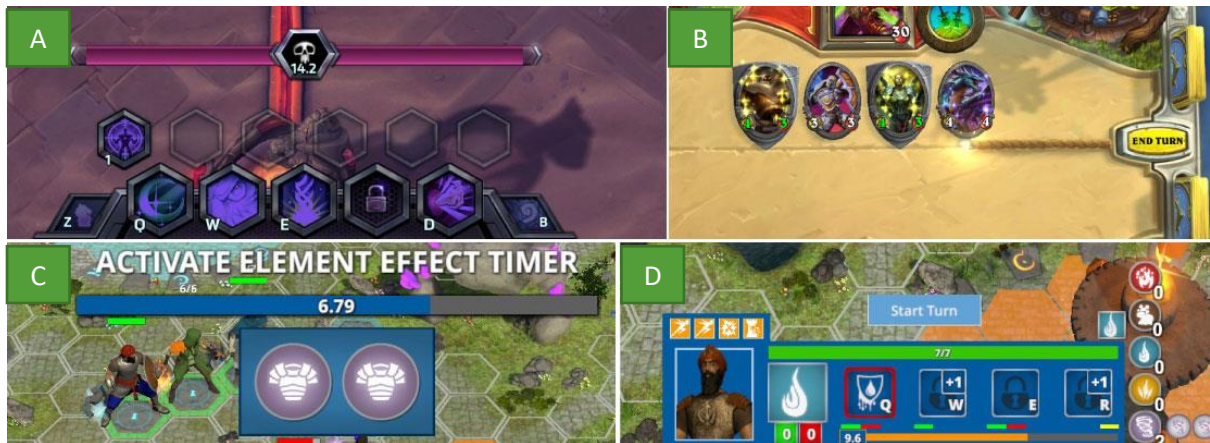 A
14.2
1
Z
Q
W
E
D
B
B
30
4 3
3 3
4 3
4 4
END TURN
C
ACTIVATE ELEMENT EFFECT TIMER
6/6
6.79
D
Start Turn
7/7
Q
+1
W
E
+1
R
0 0
9.6
0
0
0
0